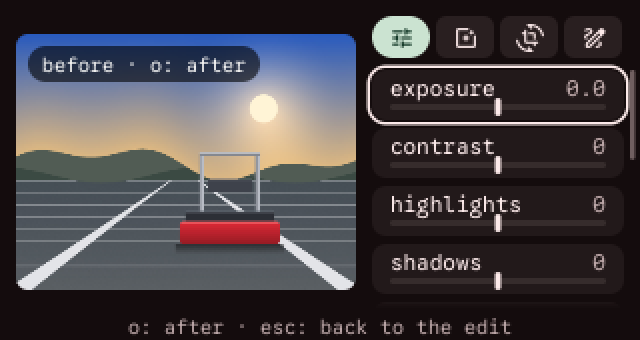 before · o: after
exposure 0.0
contrast 0
highlights 0
shadows 0
o: after · esc: back to the edit